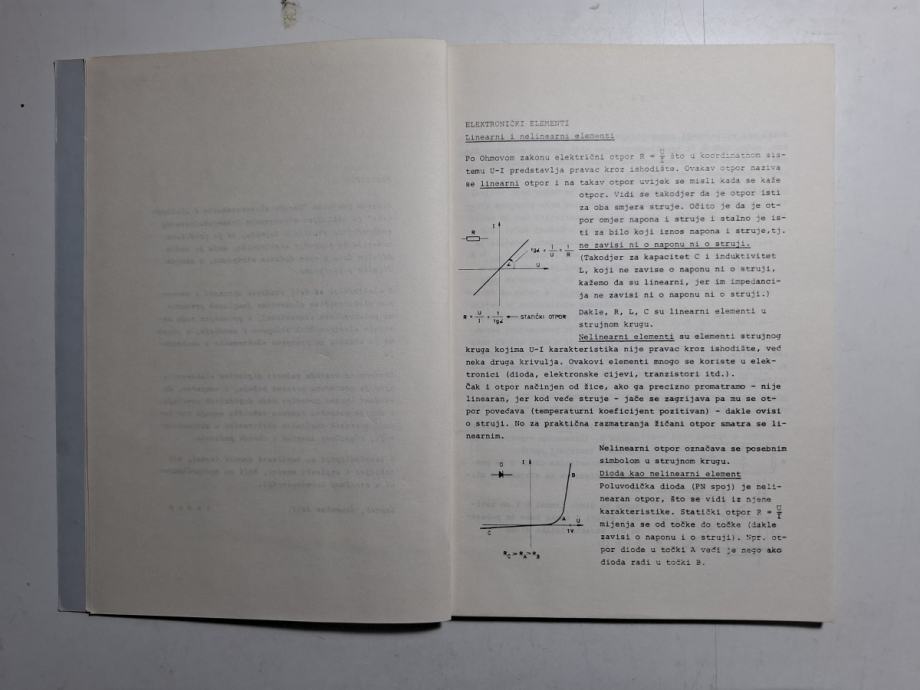 ELEKTRONIČKI ELEMENTI
Linearni i nelinearni elementi
Po Ohmovom zakonu električni otpor R = U/I što u koordinatnom sis-
temu U-I predstavlja pravac kroz ishodište. Ovakav otpor naziva
se linearni otpor i na takav otpor uvijek se misli kada se kaže
otpor. Vidi se takodjer da je otpor isti
za oba smjera struje. Očito je da je ot-
por omjer napona i struje i stalno je is-
ti za bilo koji iznos napona i struje,tj.
ne zavisi ni o naponu ni o struji.
(Takodjer za kapacitet C i induktivitet
L, koji ne zavise o naponu ni o struji,
kažemo da su linearni, jer im impedanci-
ja ne zavisi ni o naponu ni o struji.)
R
I
tgα = I/U = 1/R
α
U
R = U/I = 1/tgα ← STATIČKI OTPOR
Dakle, R, L, C su linearni elementi u
strujnom krugu.
Nelinearni elementi su elementi strujnog
kruga kojima U-I karakteristika nije pravac kroz ishodište, već
neka druga krivulja. Ovakovi elementi mnogo se koriste u elek-
tronici (dioda, elektronske cijevi, tranzistori itd.).
Čak i otpor načinjen od žice, ako ga precizno promatramo - nije
linearan, jer kod veće struje - jače se zagrijava pa mu se ot-
por povećava (temperaturni koeficijent pozitivan) - dakle ovisi
o struji. No za praktična razmatranja žičani otpor smatra se li-
nearnim.
Nelinearni otpor označava se posebnim
simbolom u strujnom krugu.
Dioda kao nelinearni element
Poluvodička dioda (PN spoj) je neli-
nearan otpor, što se vidi iz njene
karakteristike. Statički otpor R = U/I
mijenja se od točke do točke (dakle
zavisi o naponu i o struji). Npr. ot-
por diode u točki A veći je nego ako
dioda radi u točki B.
D
I
B
A
U
C
1V
R_C > R_A > R_B